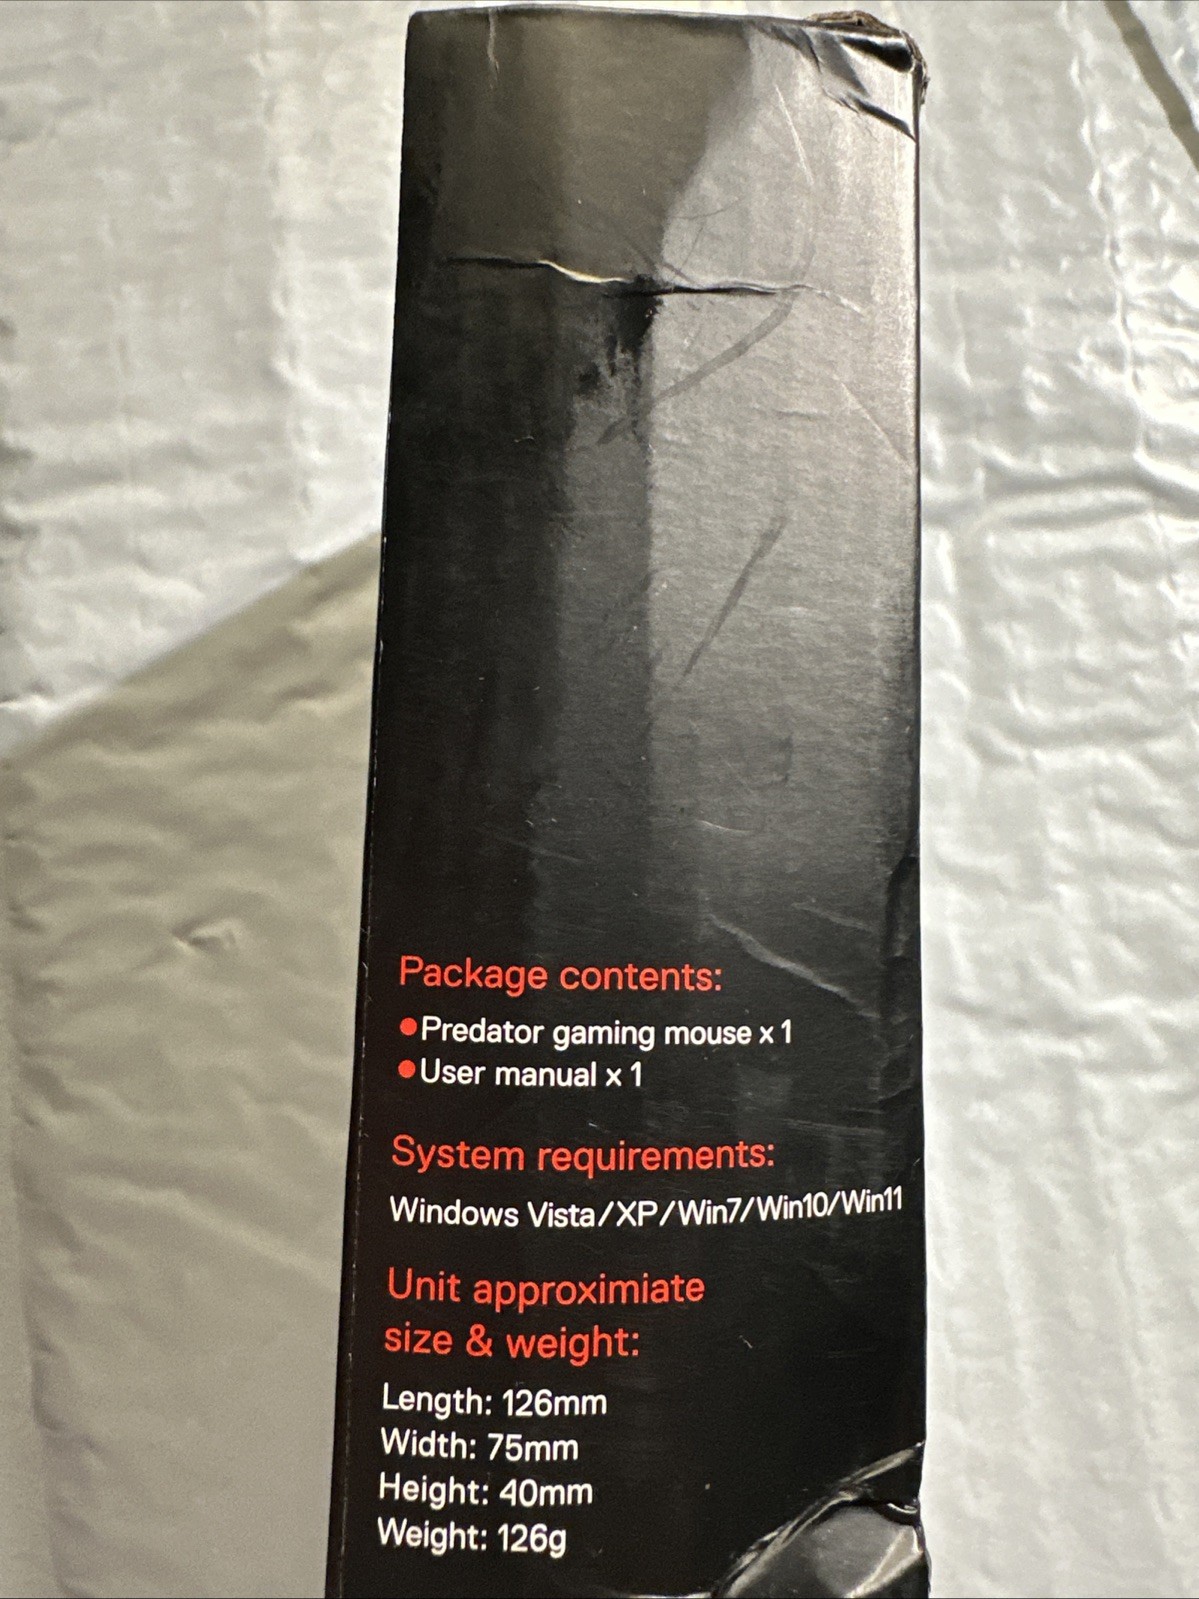 Package contents:
●Predator gaming mouse x 1
●User manual x 1
System requirements:
Windows Vista/XP/Win7/Win10/Win11
Unit approximiate
size & weight:
Length: 126mm
Width: 75mm
Height: 40mm
Weight: 126g